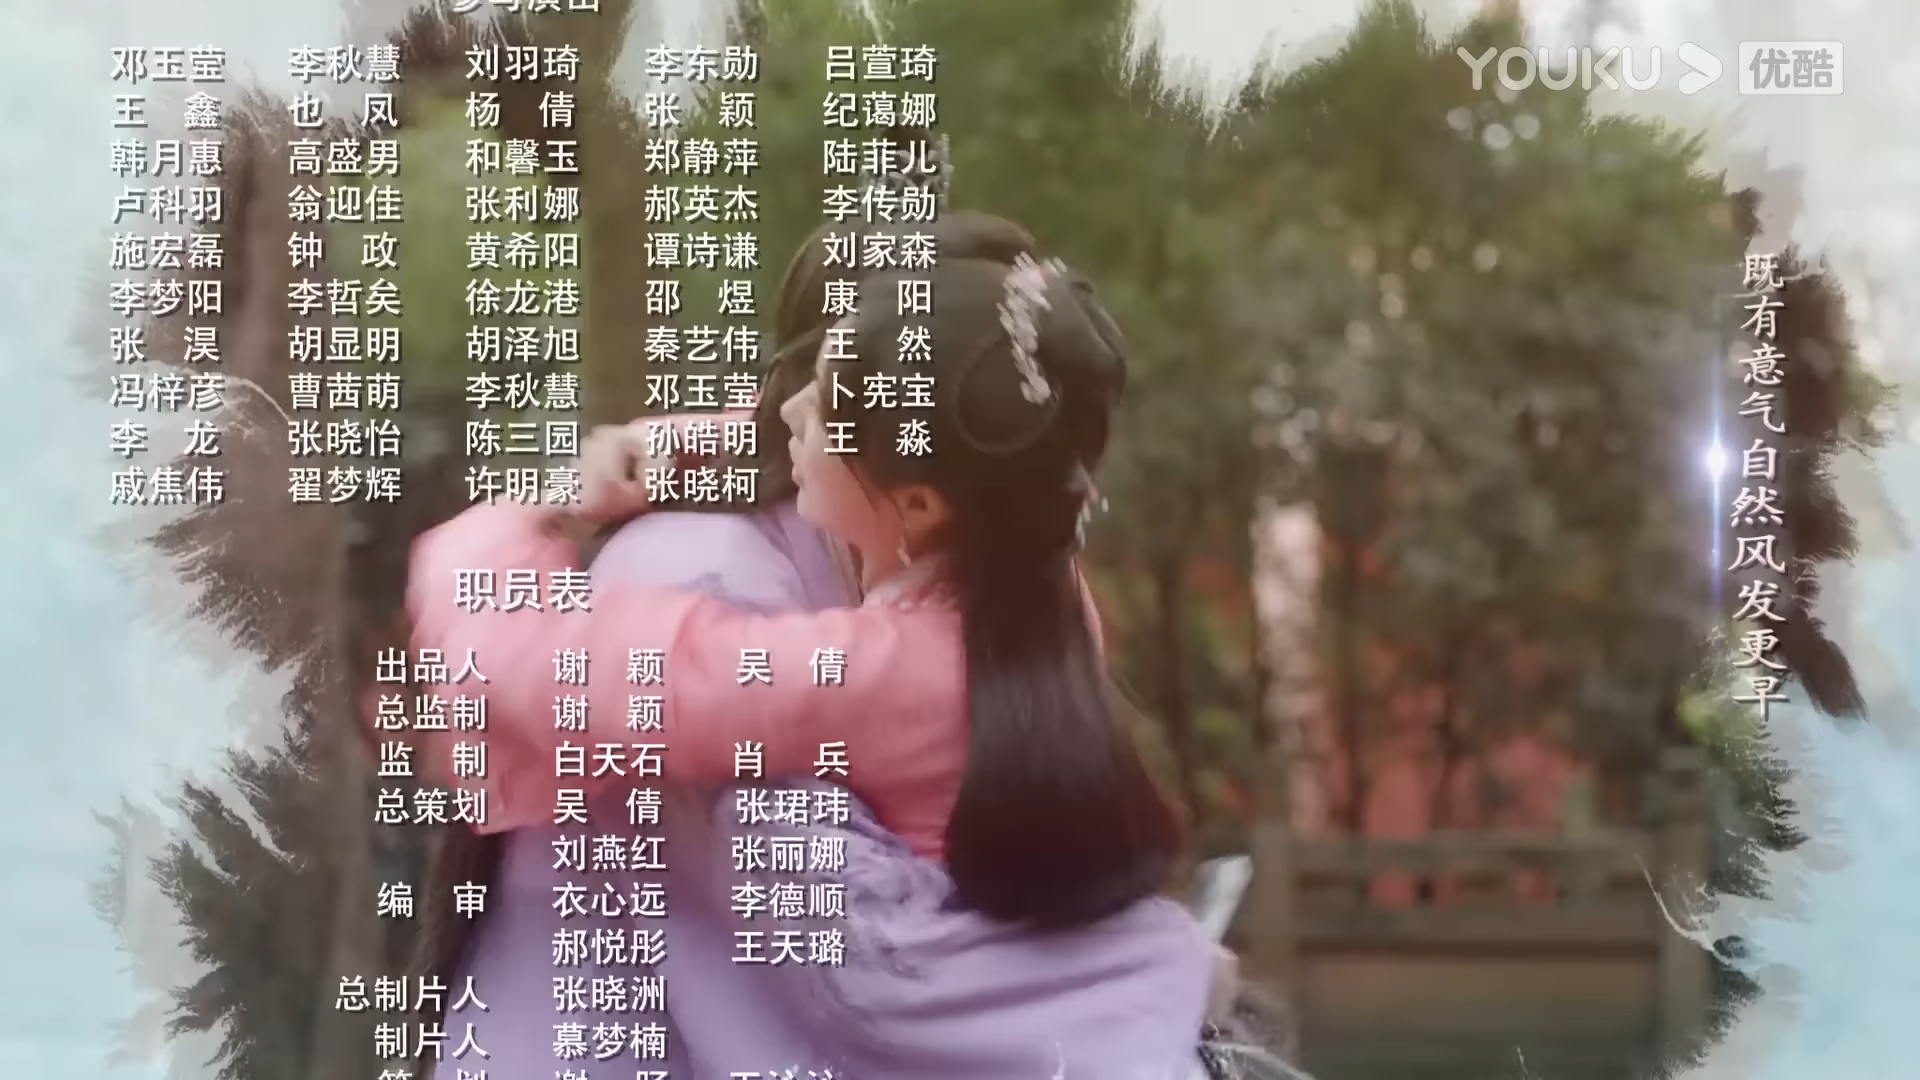 参与演出
邓玉莹 李秋慧 刘羽琦 李东勋 吕萱琦
王 鑫 也 凤 杨 倩 张 颖 纪蔼娜
韩月惠 高盛男 和馨玉 郑静萍 陆菲儿
卢科羽 翁迎佳 张利娜 郝英杰 李传勋
施宏磊 钟 政 黄希阳 谭诗谦 刘家森
李梦阳 李哲矣 徐龙港 邵 煜 康 阳
张 淏 胡显明 胡泽旭 秦艺伟 王 然
冯梓彦 曹茜萌 李秋慧 邓玉莹 卜宪宝
李 龙 张晓怡 陈三园 孙皓明 王 淼
戚焦伟 翟梦辉 许明豪 张晓柯
职员表
出品人 谢 颖 吴 倩
总监制 谢 颖
监 制 白天石 肖 兵
总策划 吴 倩 张珺玮
刘燕红 张丽娜
编 审 衣心远 李德顺
郝悦彤 王天璐
总制片人 张晓洲
制片人 慕梦楠
YOUKU 优酷
既有意气自然风发更早